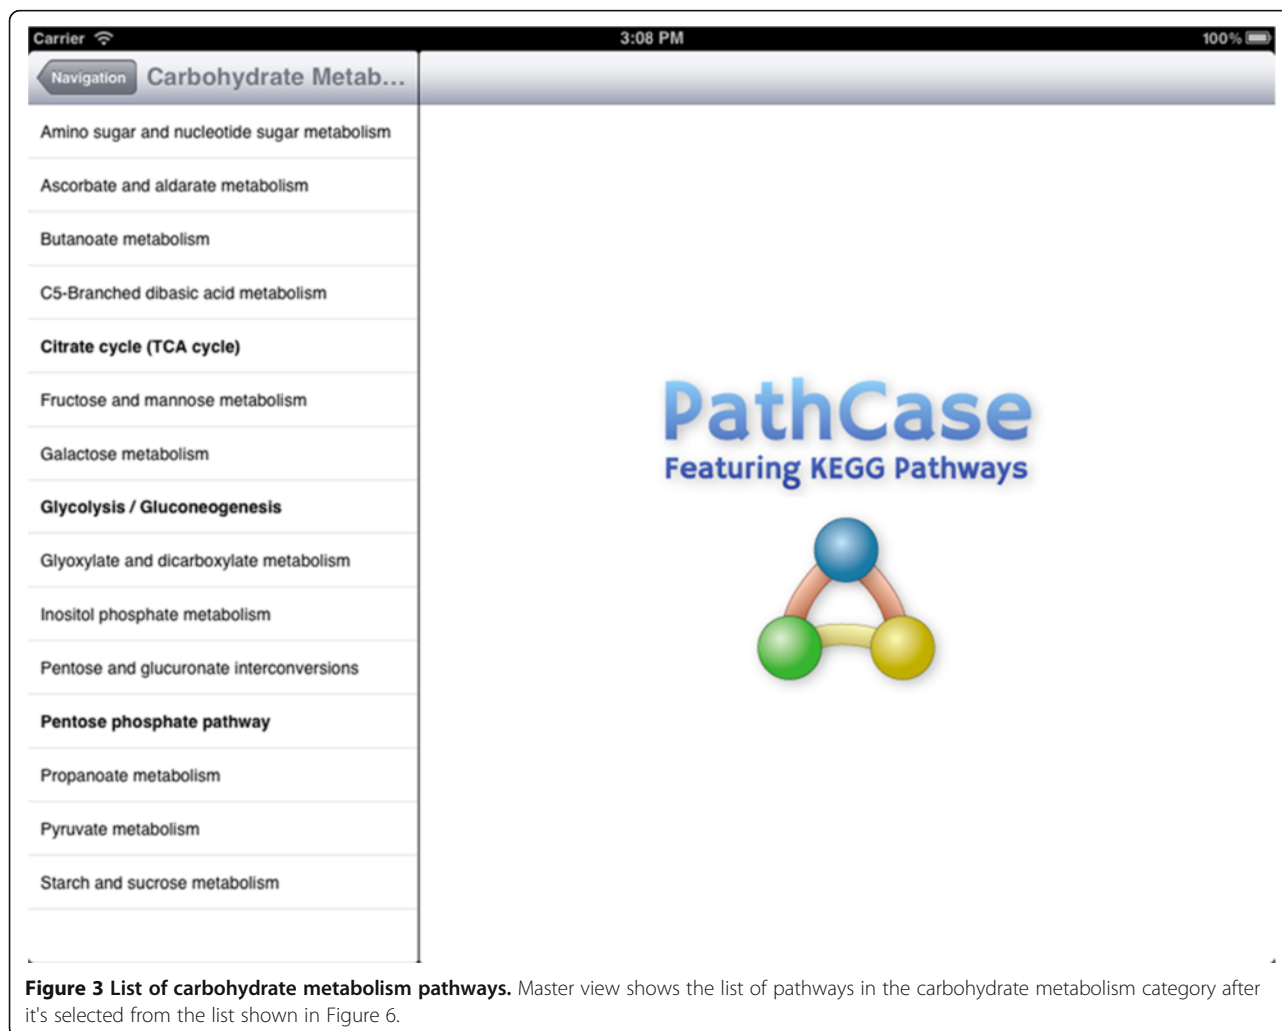 Carrier 3:08 PM 100%
Navigation Carbohydrate Metab...
Amino sugar and nucleotide sugar metabolism
Ascorbate and aldarate metabolism
Butanoate metabolism
C5-Branched dibasic acid metabolism
Citrate cycle (TCA cycle)
Fructose and mannose metabolism
Galactose metabolism
Glycolysis / Gluconeogenesis
Glyoxylate and dicarboxylate metabolism
Inositol phosphate metabolism
Pentose and glucuronate interconversions
Pentose phosphate pathway
Propanoate metabolism
Pyruvate metabolism
Starch and sucrose metabolism
PathCase
Featuring KEGG Pathways
Figure 3 List of carbohydrate metabolism pathways. Master view shows the list of pathways in the carbohydrate metabolism category after
it's selected from the list shown in Figure 6.